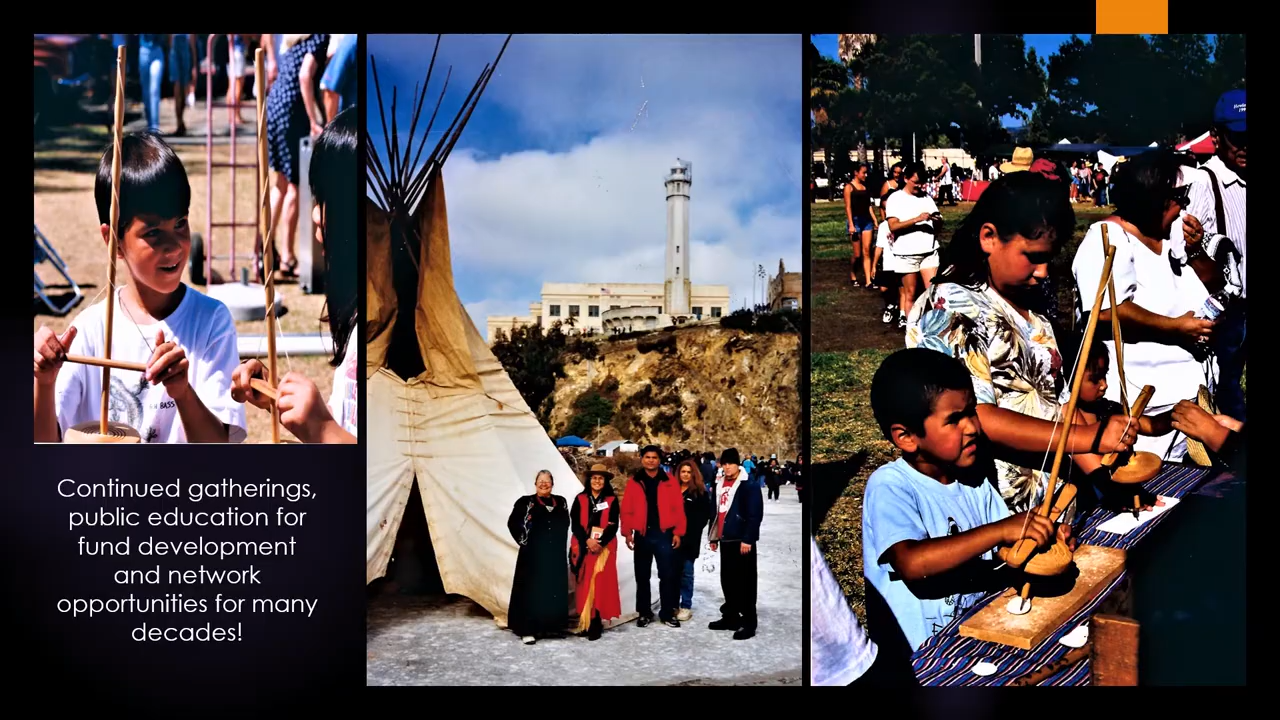 Continued gatherings,
public education for
fund development
and network
opportunities for many
decades!